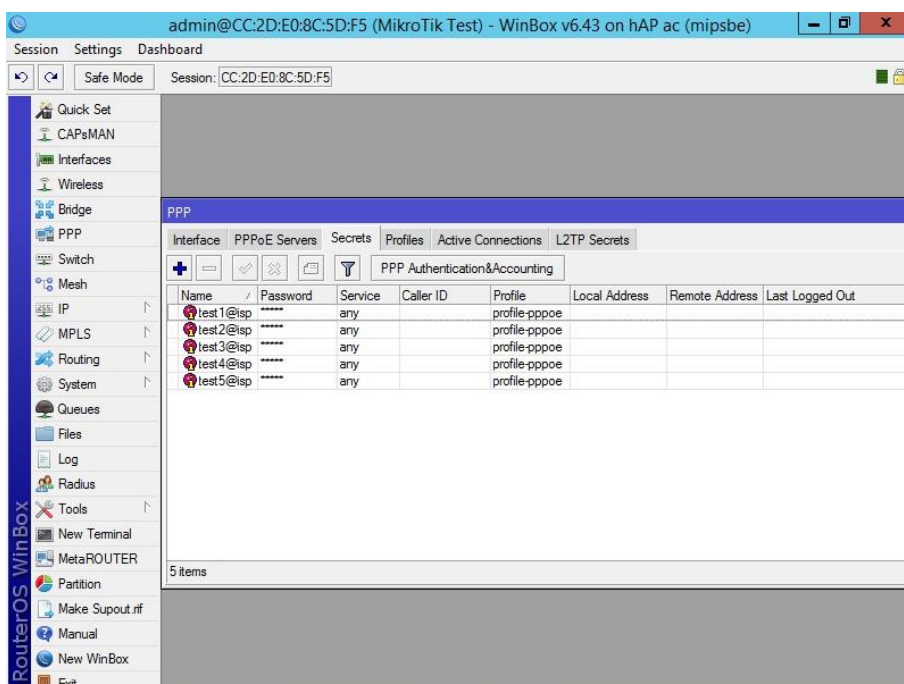 admin@CC:2D:E0:8C:5D:F5 (MikroTik Test) - WinBox v6.43 on hAP ac (mipsbe)
Session Settings Dashboard
Safe Mode Session: CC:2D:E0:8C:5D:F5
Quick Set
CAPsMAN
Interfaces
Wireless
Bridge
PPP
Switch
Mesh
IP
MPLS
Routing
System
Queues
Files
Log
Radius
Tools
New Terminal
MetaROUTER
Partition
Make Supout.rif
Manual
New WinBox
Exit
RouterOS WinBox
PPP
Interface PPPoE Servers Secrets Profiles Active Connections L2TP Secrets
PPP Authentication&Accounting
Name Password Service Caller ID Profile Local Address Remote Address Last Logged Out
test1@isp ***** any profile-pppoe
test2@isp ***** any profile-pppoe
test3@isp ***** any profile-pppoe
test4@isp ***** any profile-pppoe
test5@isp ***** any profile-pppoe
5 items